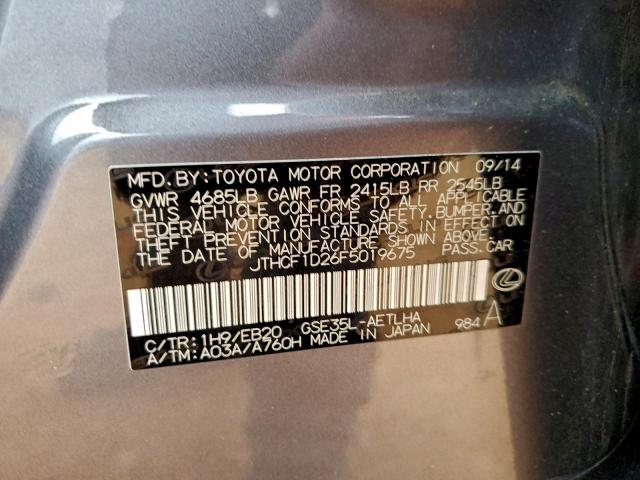 MFD. BY: TOYOTA MOTOR CORPORATION 09/14
GVWR 4685LB GAWR FR 2415LB RR 2545LB
THIS VEHICLE CONFORMS TO ALL APPLICABLE
FEDERAL MOTOR VEHICLE SAFETY, BUMPER, AND
THEFT PREVENTION STANDARDS IN EFFECT ON
THE DATE OF MANUFACTURE SHOWN ABOVE.
JTHCF1D26F5019675 PASS.CAR
C/TR: 1H9/EB20 GSE35L-AETLHA
A/TM: A03A/A760H MADE IN JAPAN 984 A